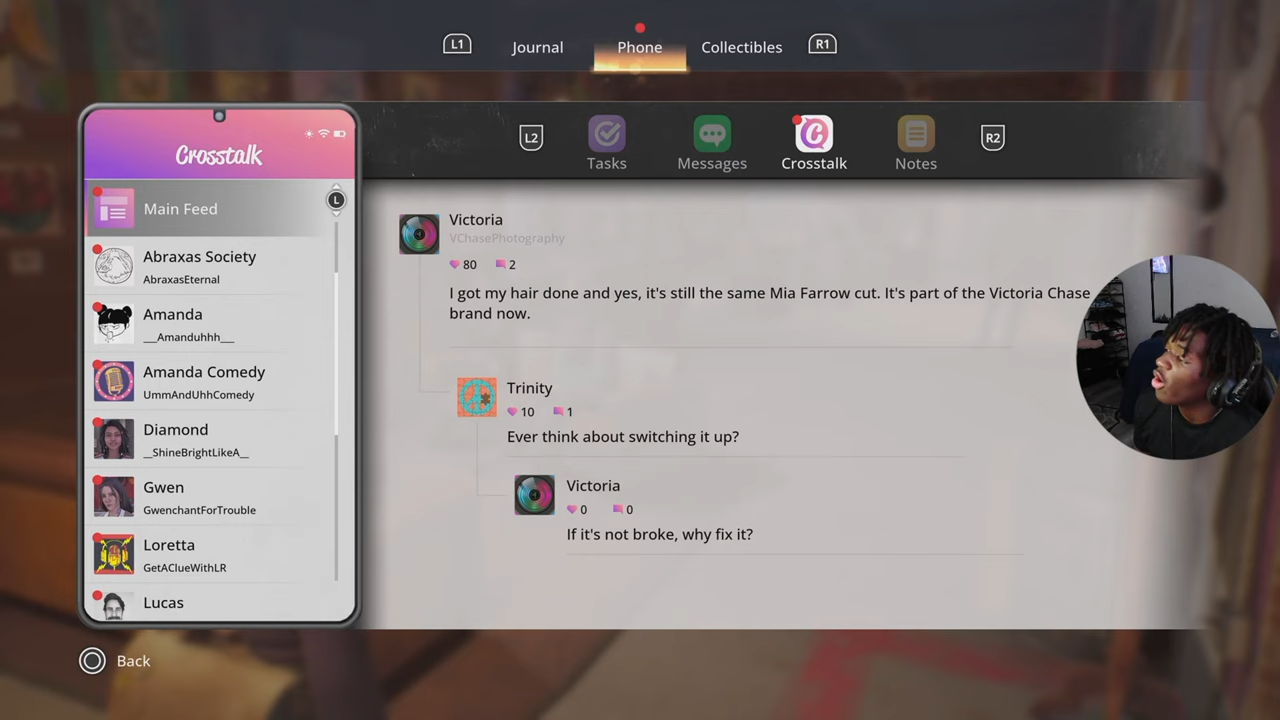 L1
Journal
Phone
Collectibles
R1
Crosstalk
L2
Tasks
Messages
Crosstalk
Notes
R2
Main Feed
L
Abraxas Society
AbraxasEternal
Amanda
___Amanduhhh___
Amanda Comedy
UmmAndUhhComedy
Diamond
__ShineBrightLikeA__
Gwen
GwenchantForTrouble
Loretta
GetAClueWithLR
Lucas
Victoria
VChasePhotography
80 2
I got my hair done and yes, it's still the same Mia Farrow cut. It's part of the Victoria Chase
brand now.
Trinity
10 1
Ever think about switching it up?
Victoria
0 0
If it's not broke, why fix it?
Back